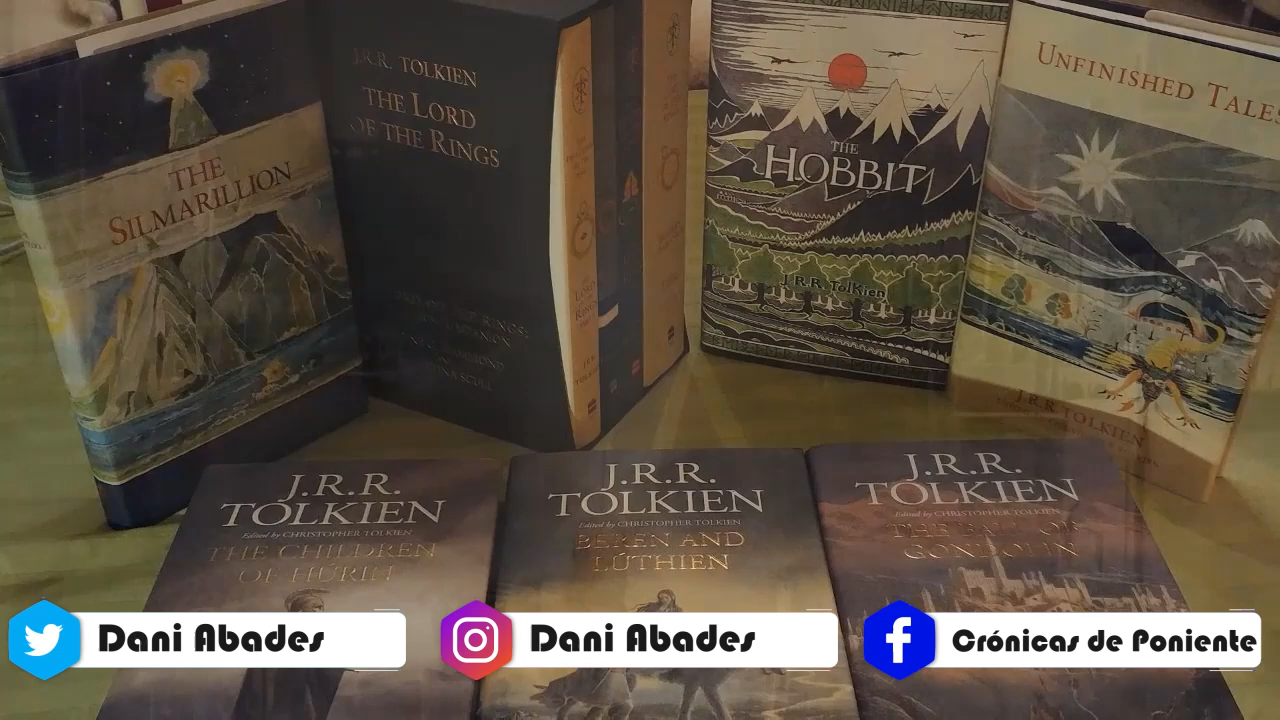 THE
SILMARILLION
J.R.R. TOLKIEN
THE LORD
OF THE RINGS
THE
HOBBIT
J.R.R. Tolkien
UNFINISHED TALES
J.R.R. TOLKIEN
J.R.R.
TOLKIEN
Edited by CHRISTOPHER TOLKIEN
THE CHILDREN
OF HÚRIN
J.R.R.
TOLKIEN
Edited by CHRISTOPHER TOLKIEN
BEREN AND
LÚTHIEN
J.R.R.
TOLKIEN
Edited by CHRISTOPHER TOLKIEN
THE FALL OF
GONDOLIN
Dani Abades
Dani Abades
Crónicas de Poniente